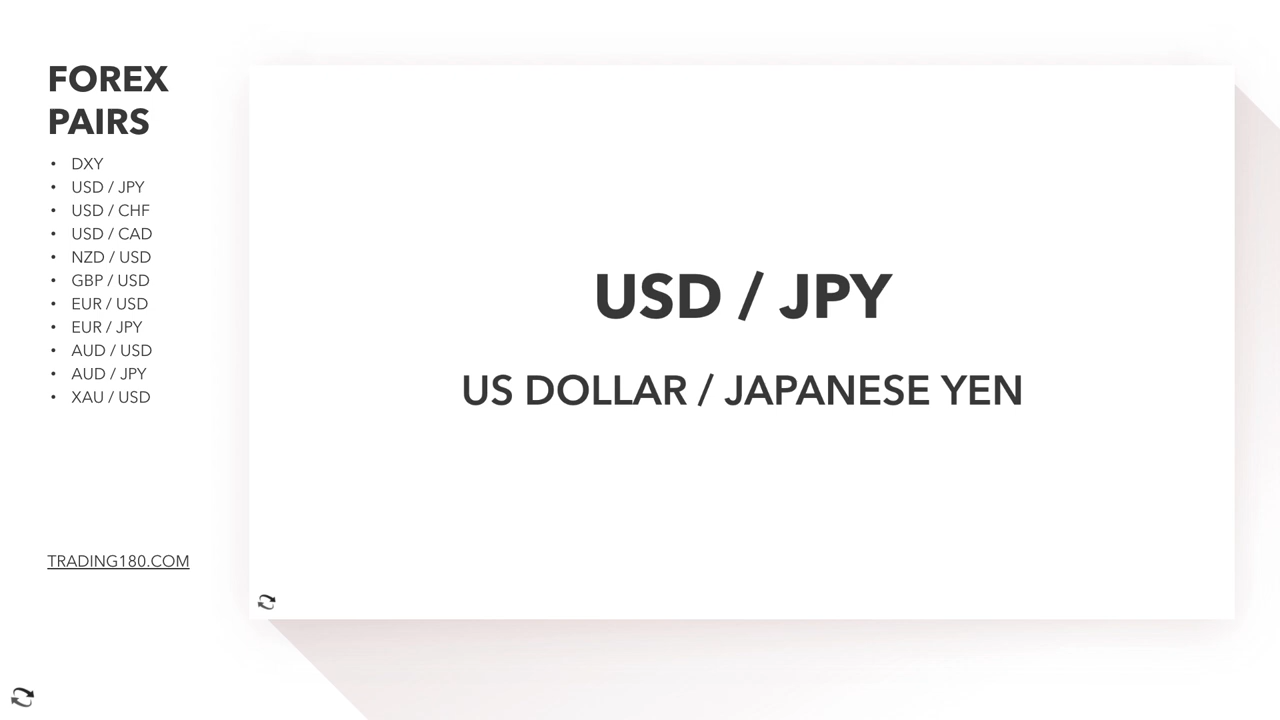 FOREX
PAIRS
• DXY
• USD / JPY
• USD / CHF
• USD / CAD
• NZD / USD
• GBP / USD
• EUR / USD
• EUR / JPY
• AUD / USD
• AUD / JPY
• XAU / USD
TRADING180.COM
USD / JPY
US DOLLAR / JAPANESE YEN